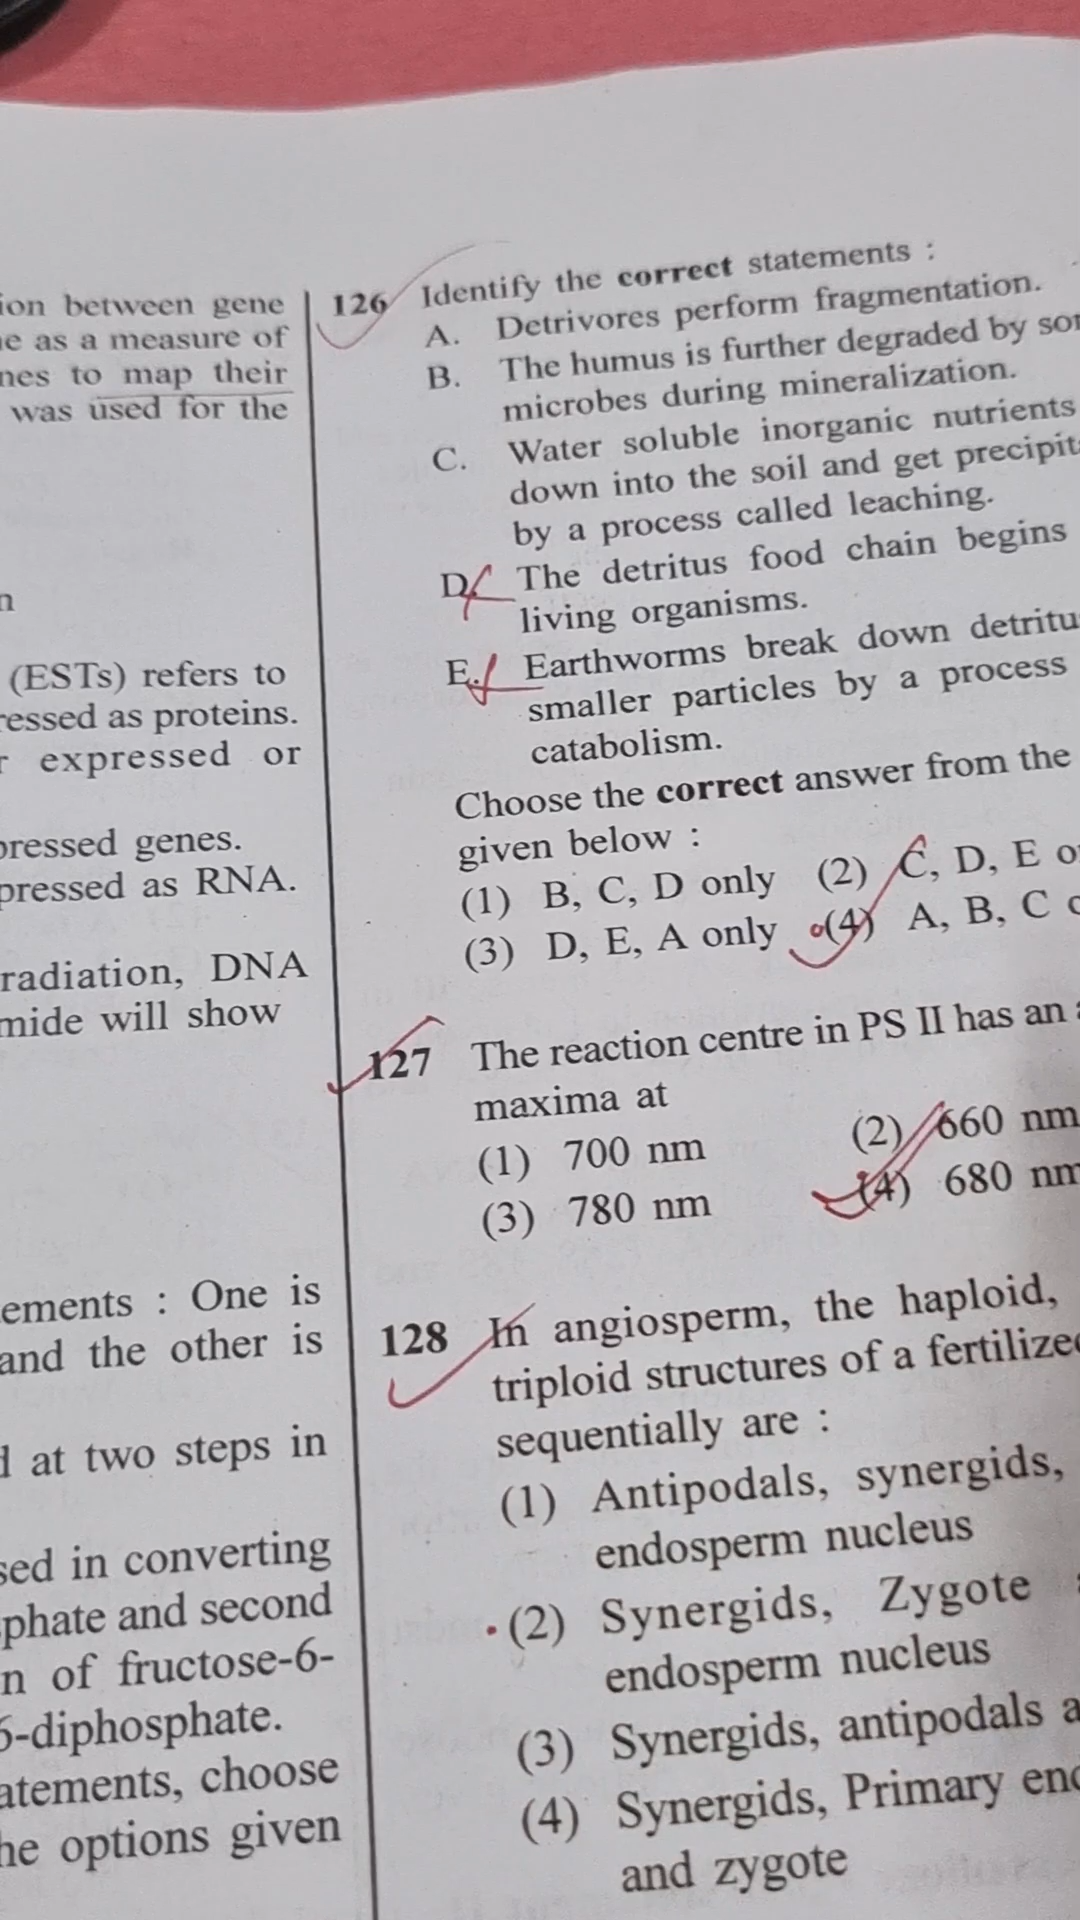 ion between gene
as a measure of
nes to map their
was used for the
n
(ESTs) refers to
ressed as proteins.
r expressed or
pressed genes.
pressed as RNA.
radiation, DNA
mide will show
ements : One is
and the other is
d at two steps in
sed in converting
phate and second
n of fructose-6-
6-diphosphate.
atements, choose
he options given
126 Identify the correct statements :
A. Detrivores perform fragmentation.
B. The humus is further degraded by som
microbes during mineralization.
C. Water soluble inorganic nutrients
down into the soil and get precipita
by a process called leaching.
D. The detritus food chain begins
living organisms.
E. Earthworms break down detritu
smaller particles by a process
catabolism.
Choose the correct answer from the
given below :
(1) B, C, D only (2) C, D, E o
(3) D, E, A only (4) A, B, C o
127 The reaction centre in PS II has an a
maxima at
(1) 700 nm (2) 660 nm
(3) 780 nm (4) 680 nm
128 In angiosperm, the haploid,
triploid structures of a fertilized
sequentially are :
(1) Antipodals, synergids,
endosperm nucleus
(2) Synergids, Zygote
endosperm nucleus
(3) Synergids, antipodals a
(4) Synergids, Primary end
and zygote